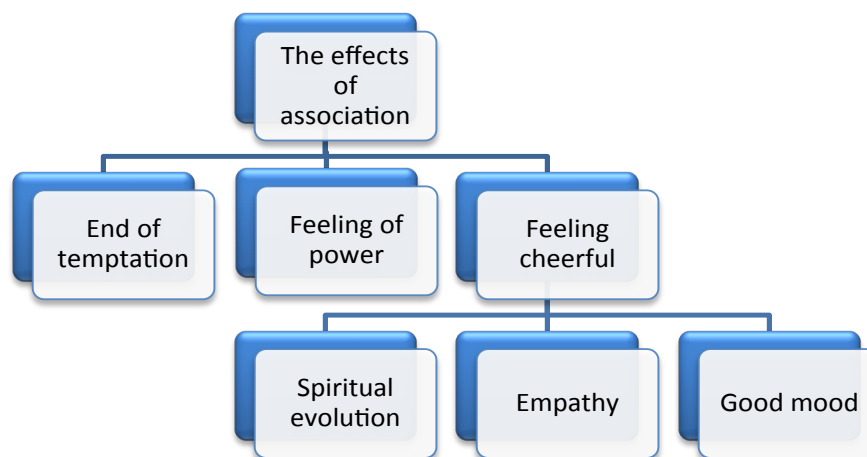 The effects
of
association
End of
temptation
Feeling of
power
Feeling
cheerful
Spiritual
evolution
Empathy
Good mood